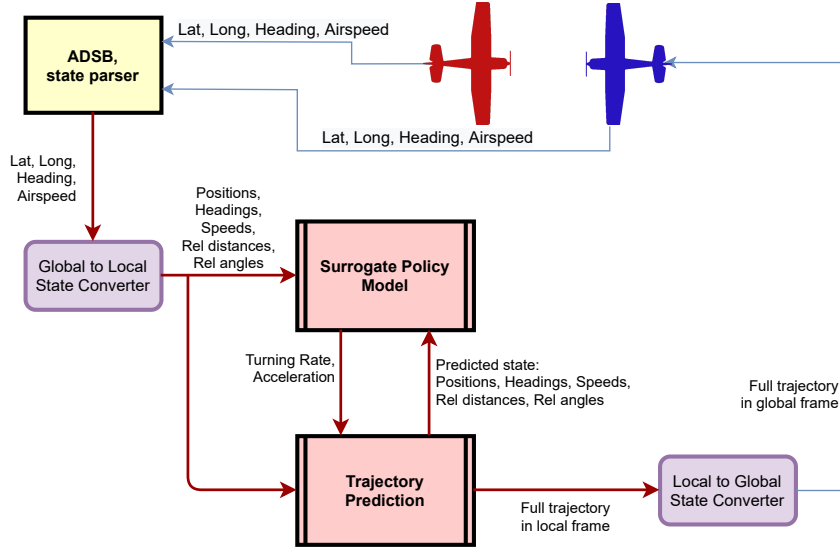 Lat, Long, Heading, Airspeed
ADSB,
state parser
Lat, Long, Heading, Airspeed
Lat, Long,
Heading,
Airspeed
Positions,
Headings,
Speeds,
Rel distances,
Rel angles
Global to Local
State Converter
Surrogate Policy
Model
Turning Rate,
Acceleration
Predicted state:
Positions, Headings, Speeds,
Rel distances, Rel angles
Full trajectory
in global frame
Trajectory
Prediction
Full trajectory
in local frame
Local to Global
State Converter